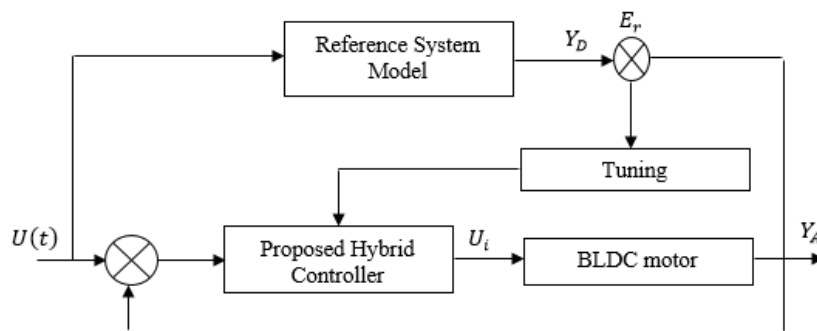 E_r
Reference System
Model
Y_D
Tuning
U(t)
Proposed Hybrid
Controller
U_i
BLDC motor
Y_A